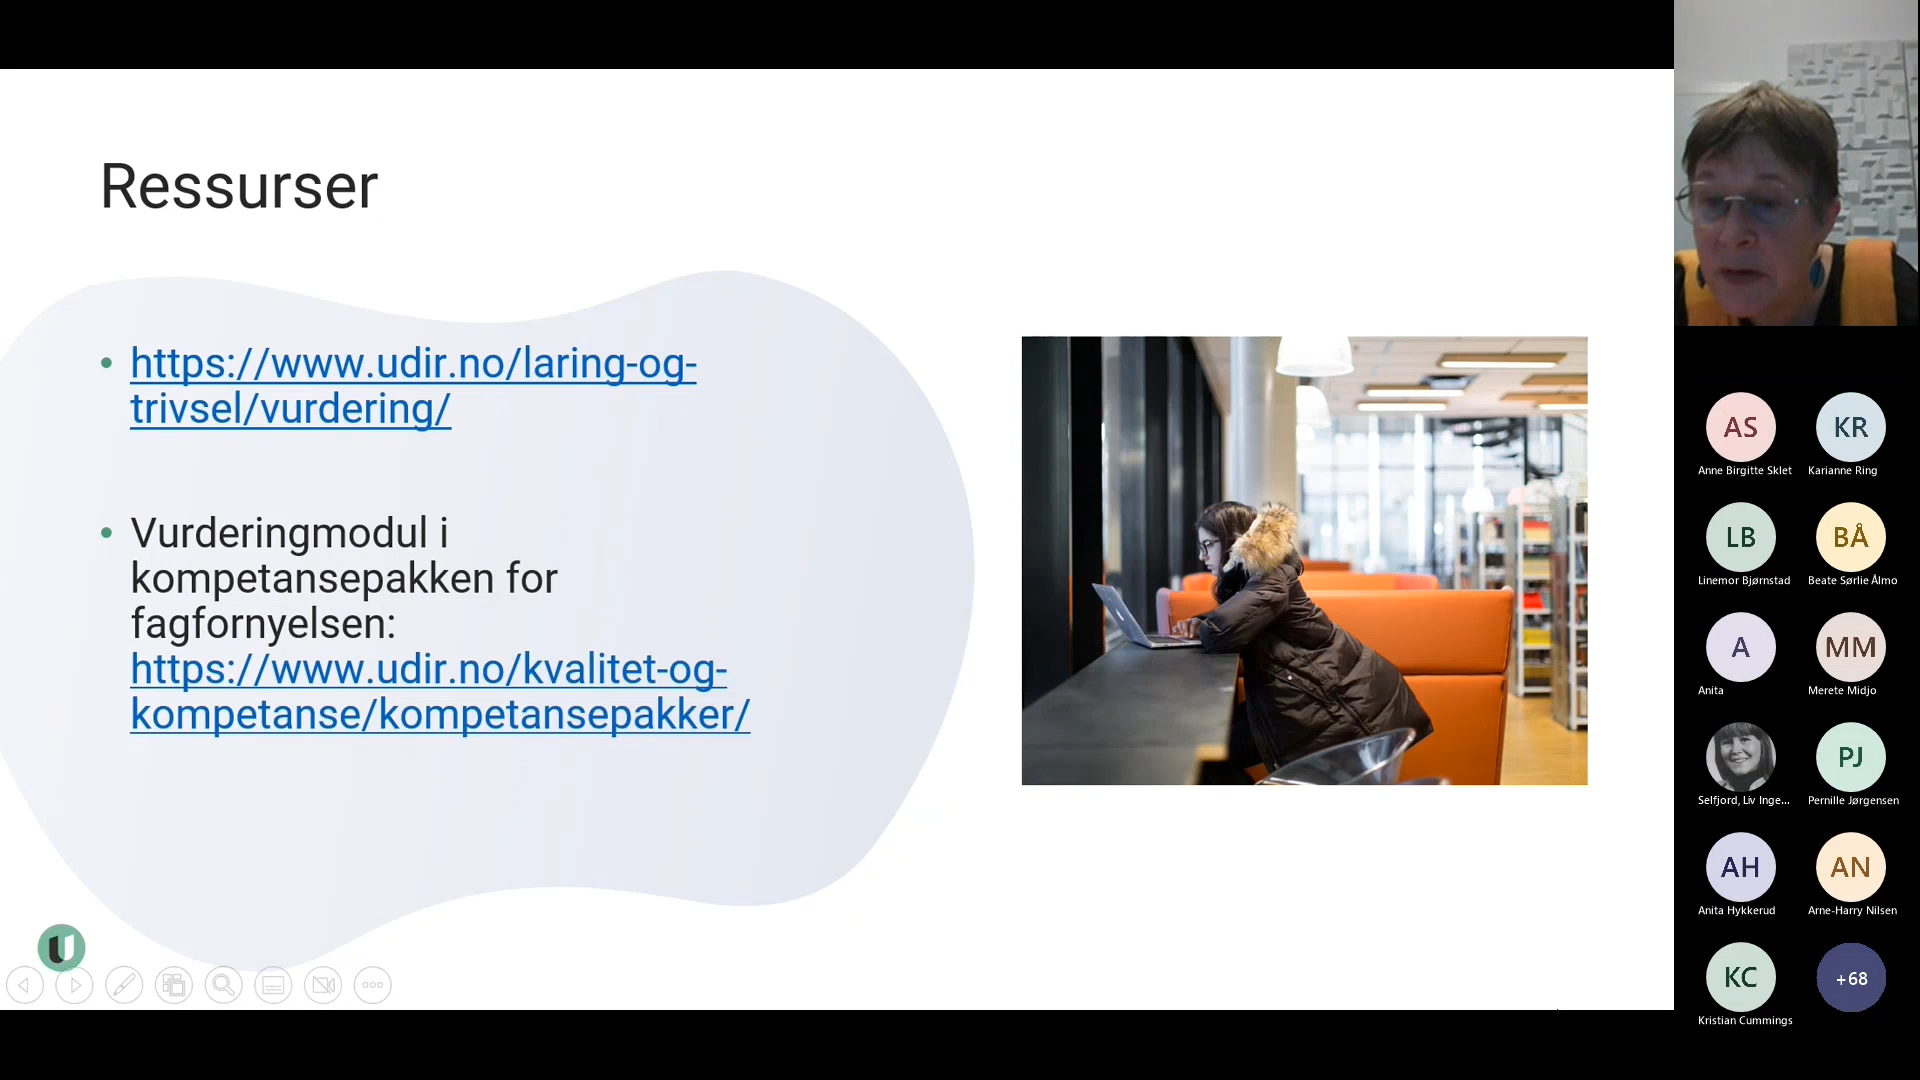 Ressurser
https://www.udir.no/laring-og-
trivsel/vurdering/
Vurderingmodul i
kompetansepakken for
fagfornyelsen:
https://www.udir.no/kvalitet-og-
kompetanse/kompetansepakker/
AS
KR
Anne Birgitte Sklet
Karianne Ring
LB
BÅ
Linemor Bjørnstad
Beate Sørlie Ålmo
A
MM
Anita
Merete Midjo
PJ
Selfjord, Liv Inge...
Pernille Jørgensen
AH
AN
Anita Hykkerud
Arne-Harry Nilsen
KC
+68
Kristian Cummings